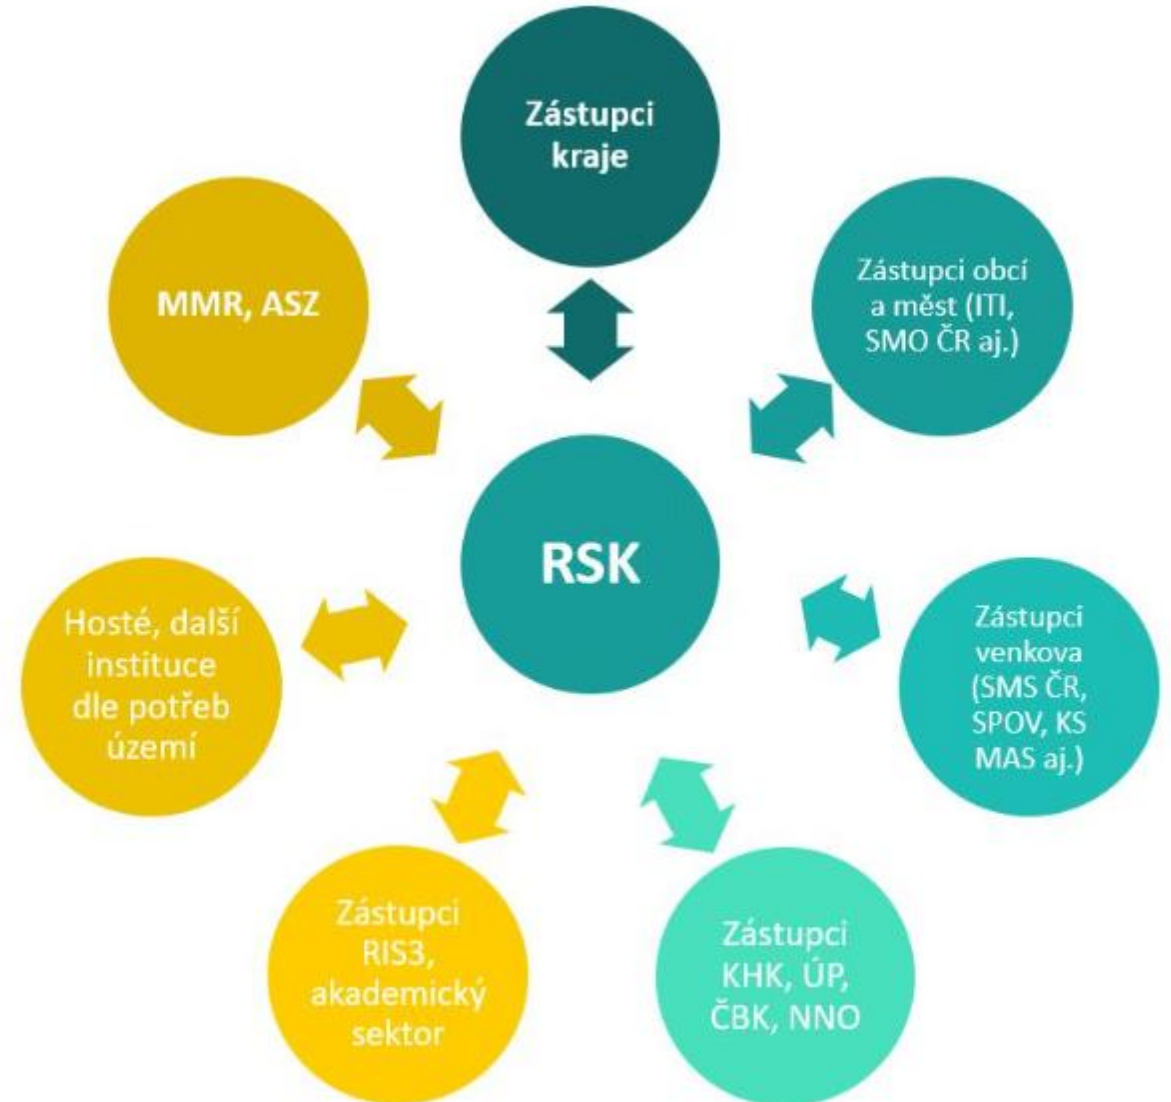 Zástupci
kraje
Zástupci obcí
a měst (ITI,
SMO ČR aj.)
Zástupci
venkova
(SMS ČR,
SPOV, KS
MAS aj.)
Zástupci
KHK, ÚP,
ČBK, NNO
Zástupci
RIS3,
akademický
sektor
Hosté, další
instituce
dle potřeb
území
MMR, ASZ
RSK